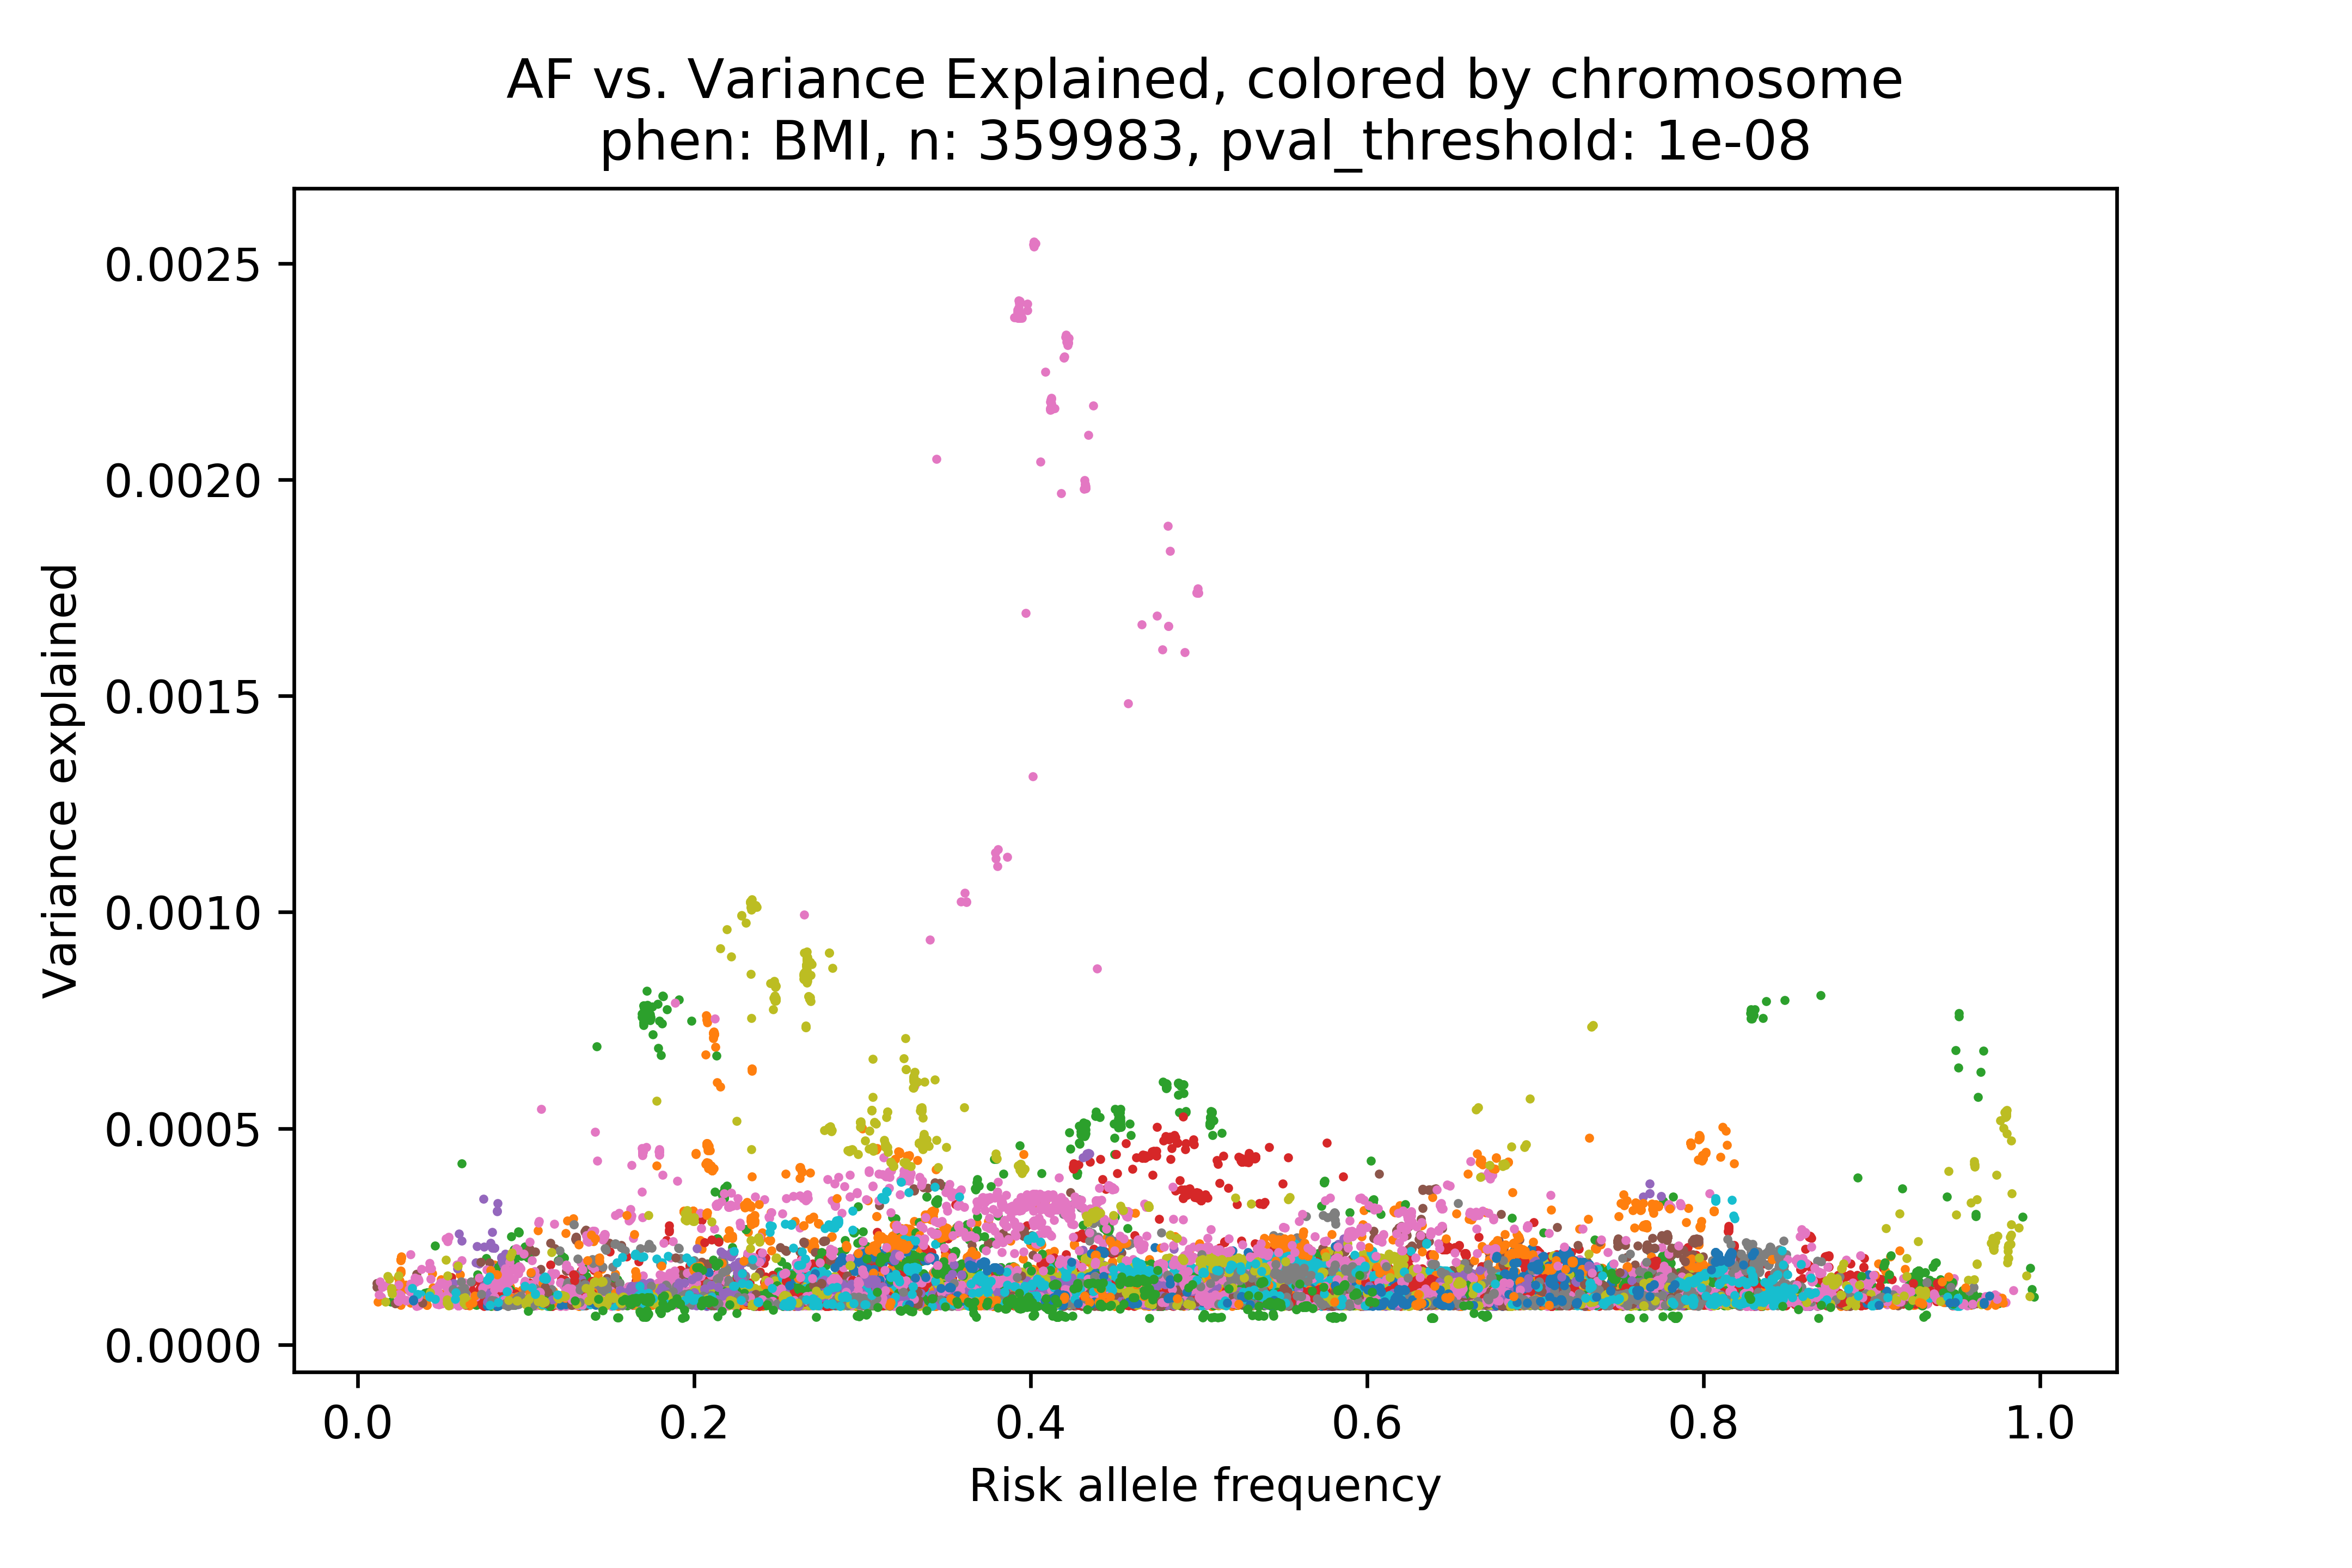 AF vs. Variance Explained, colored by chromosome
phen: BMI, n: 359983, pval_threshold: 1e-08
Variance explained
0.0025
0.0020
0.0015
0.0010
0.0005
0.0000
0.0 0.2 0.4 0.6 0.8 1.0
Risk allele frequency